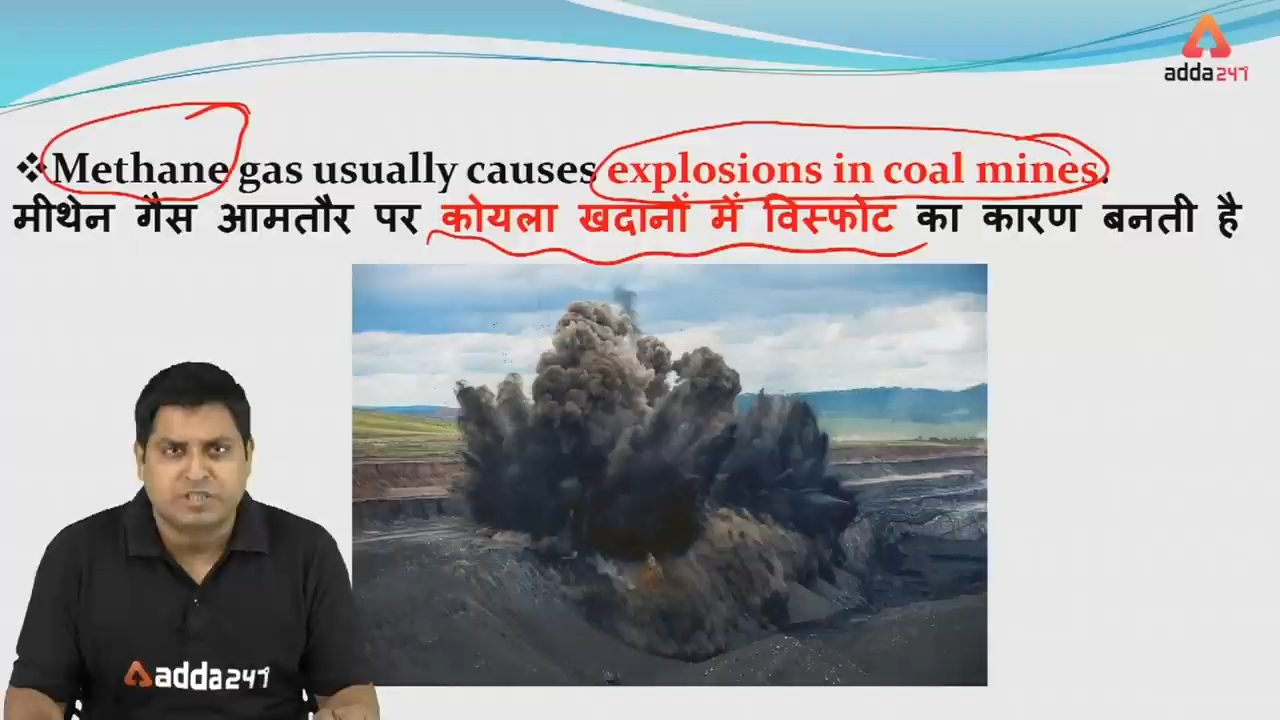 adda247
❖Methane gas usually causes explosions in coal mines.
मीथेन गैस आमतौर पर कोयला खदानों में विस्फोट का कारण बनती है
adda247